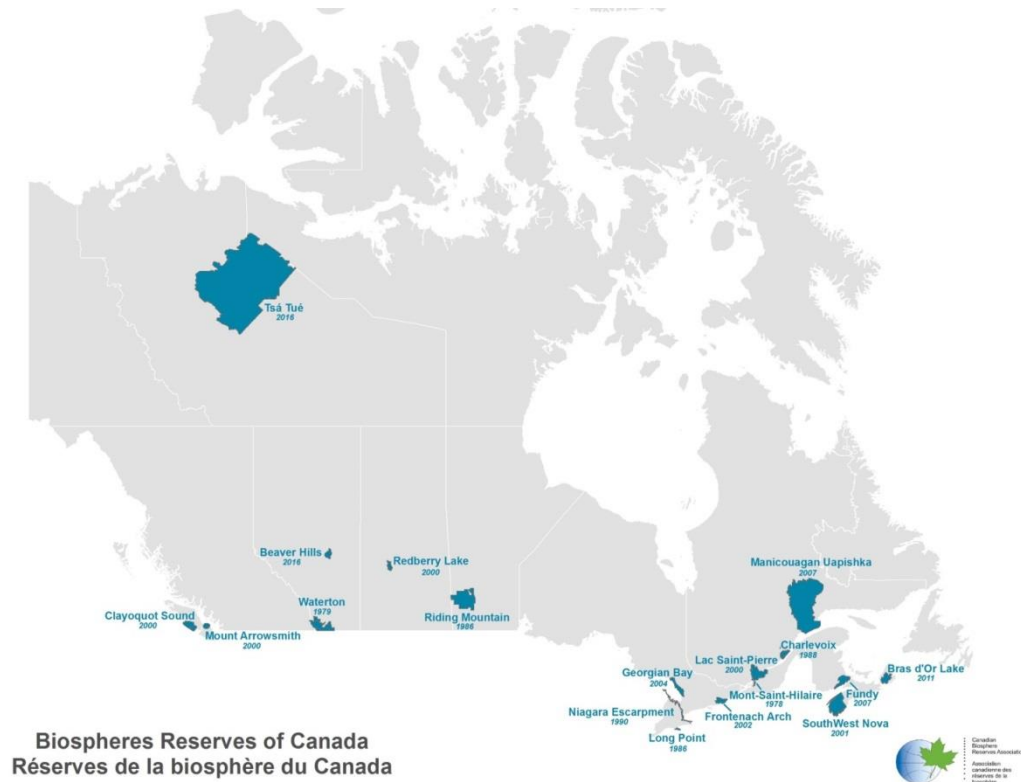 Tsá Tué
2016
Beaver Hills
2016
Redberry Lake
2000
Manicouagan Uapishka
2007
Waterton
1979
Riding Mountain
1986
Clayoquot Sound
2000
Mount Arrowsmith
2000
Charlevoix
1988
Lac Saint-Pierre
2000
Georgian Bay
2004
Bras d'Or Lake
2011
Mont-Saint-Hilaire
1978
Fundy
2007
Niagara Escarpment
1990
Frontenach Arch
2002
SouthWest Nova
2001
Long Point
1986
Biospheres Reserves of Canada
Réserves de la biosphère du Canada
Canadian
Biosphere
Reserves Associatio
Association
canadienne des
réserves de la